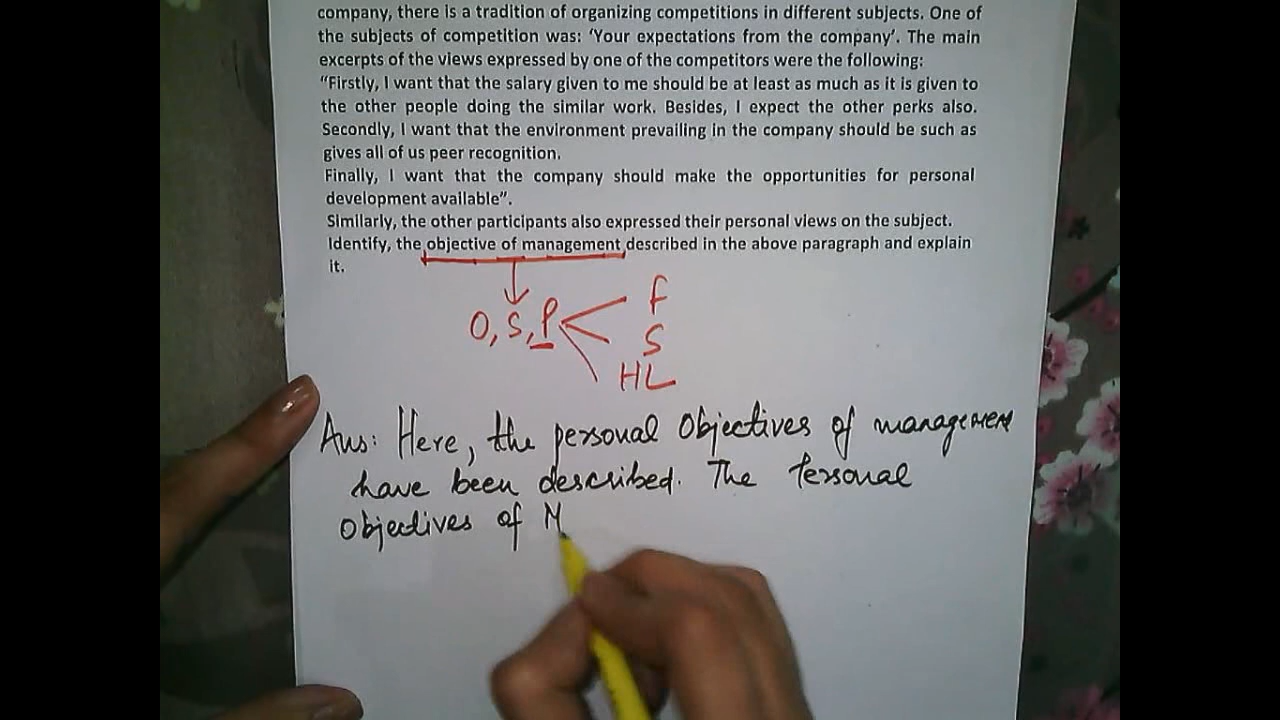 company, there is a tradition of organizing competitions in different subjects. One of
the subjects of competition was: ‘Your expectations from the company’. The main
excerpts of the views expressed by one of the competitors were the following:
“Firstly, I want that the salary given to me should be at least as much as it is given to
the other people doing the similar work. Besides, I expect the other perks also.
Secondly, I want that the environment prevailing in the company should be such as
gives all of us peer recognition.
Finally, I want that the company should make the opportunities for personal
development available”.
Similarly, the other participants also expressed their personal views on the subject.
Identify, the objective of management described in the above paragraph and explain
it.
F
O, S, P
S
HL
Ans: Here, the personal Objectives of management
have been described. The Personal
Objectives of M